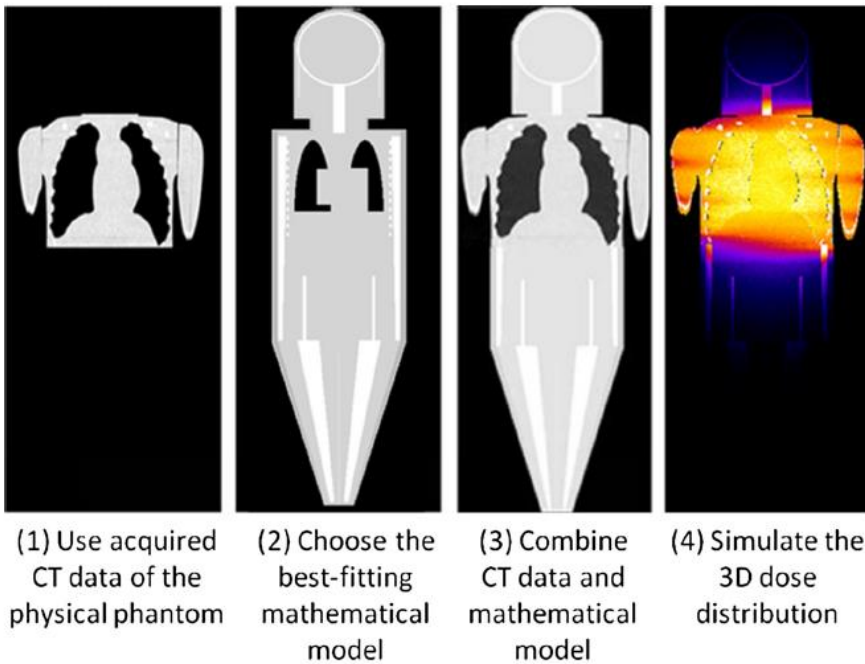 (1) Use acquired
CT data of the
physical phantom
(2) Choose the
best-fitting
mathematical
model
(3) Combine
CT data and
mathematical
model
(4) Simulate the
3D dose
distribution